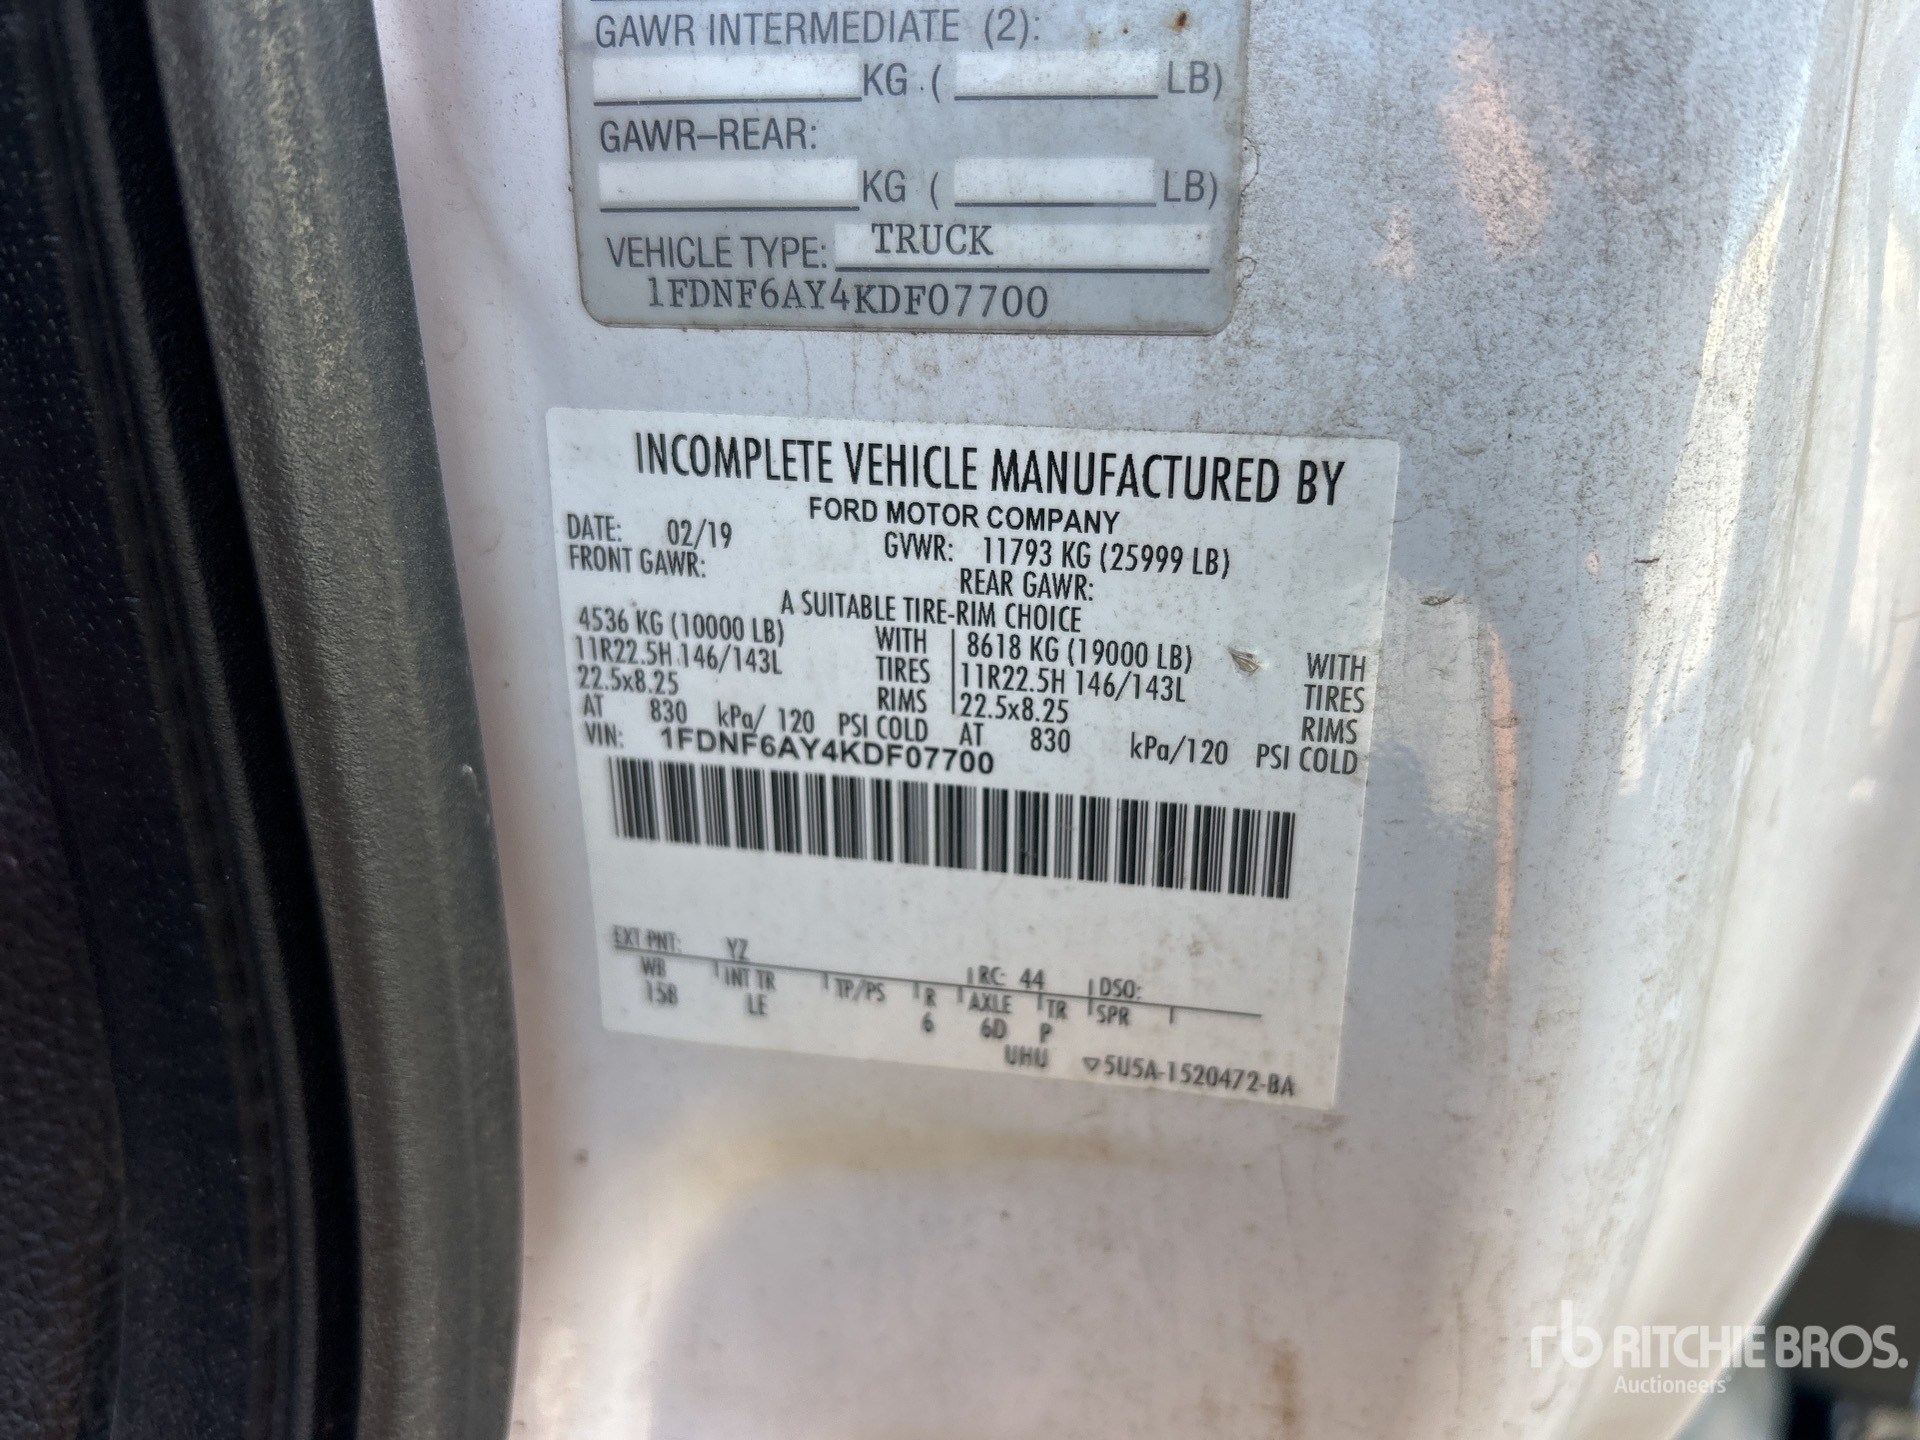 GAWR INTERMEDIATE (2):
KG ( LB)
GAWR–REAR:
KG ( LB)
VEHICLE TYPE: TRUCK
1FDNF6AY4KDF07700
INCOMPLETE VEHICLE MANUFACTURED BY
FORD MOTOR COMPANY
DATE: 02/19 GVWR: 11793 KG (25999 LB)
FRONT GAWR: REAR GAWR:
A SUITABLE TIRE-RIM CHOICE
4536 KG (10000 LB) WITH 8618 KG (19000 LB) WITH
11R22.5H 146/143L TIRES 11R22.5H 146/143L TIRES
22.5x8.25 RIMS 22.5x8.25 RIMS
AT 830 kPa/ 120 PSI COLD AT 830 kPa/120 PSI COLD
VIN: 1FDNF6AY4KDF07700
EXT PNT: YZ RC: 44 DSO:
WB INT TR TP/PS R AXLE TR SPR
158 LE 6 6D P
UHU 5U5A-1520472-BA
rb RITCHIE BROS.
Auctioneers